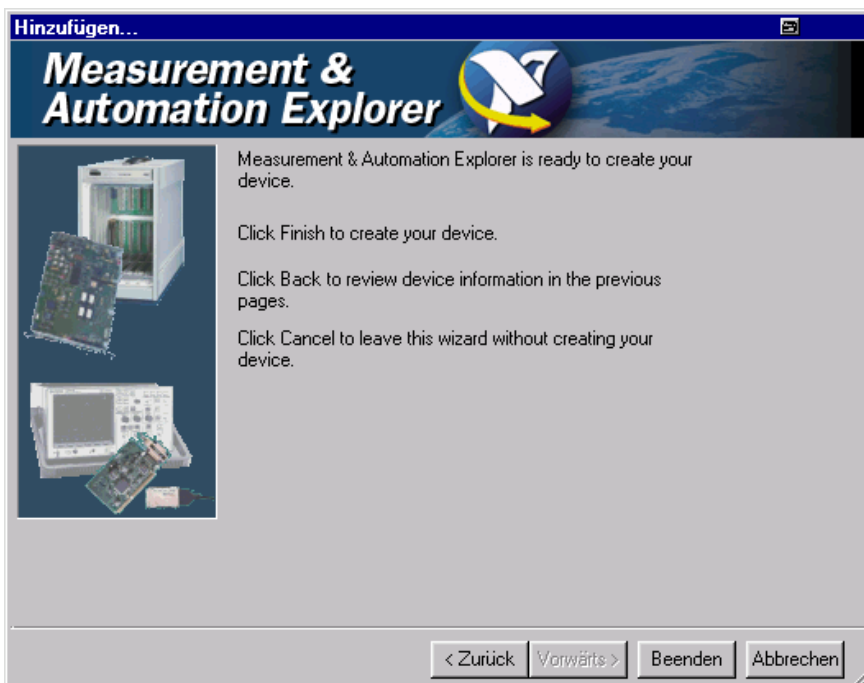 Hinzufügen...
Measurement &
Automation Explorer
Measurement & Automation Explorer is ready to create your
device.
Click Finish to create your device.
Click Back to review device information in the previous
pages.
Click Cancel to leave this wizard without creating your
device.
< Zurück Vorwärts > Beenden Abbrechen